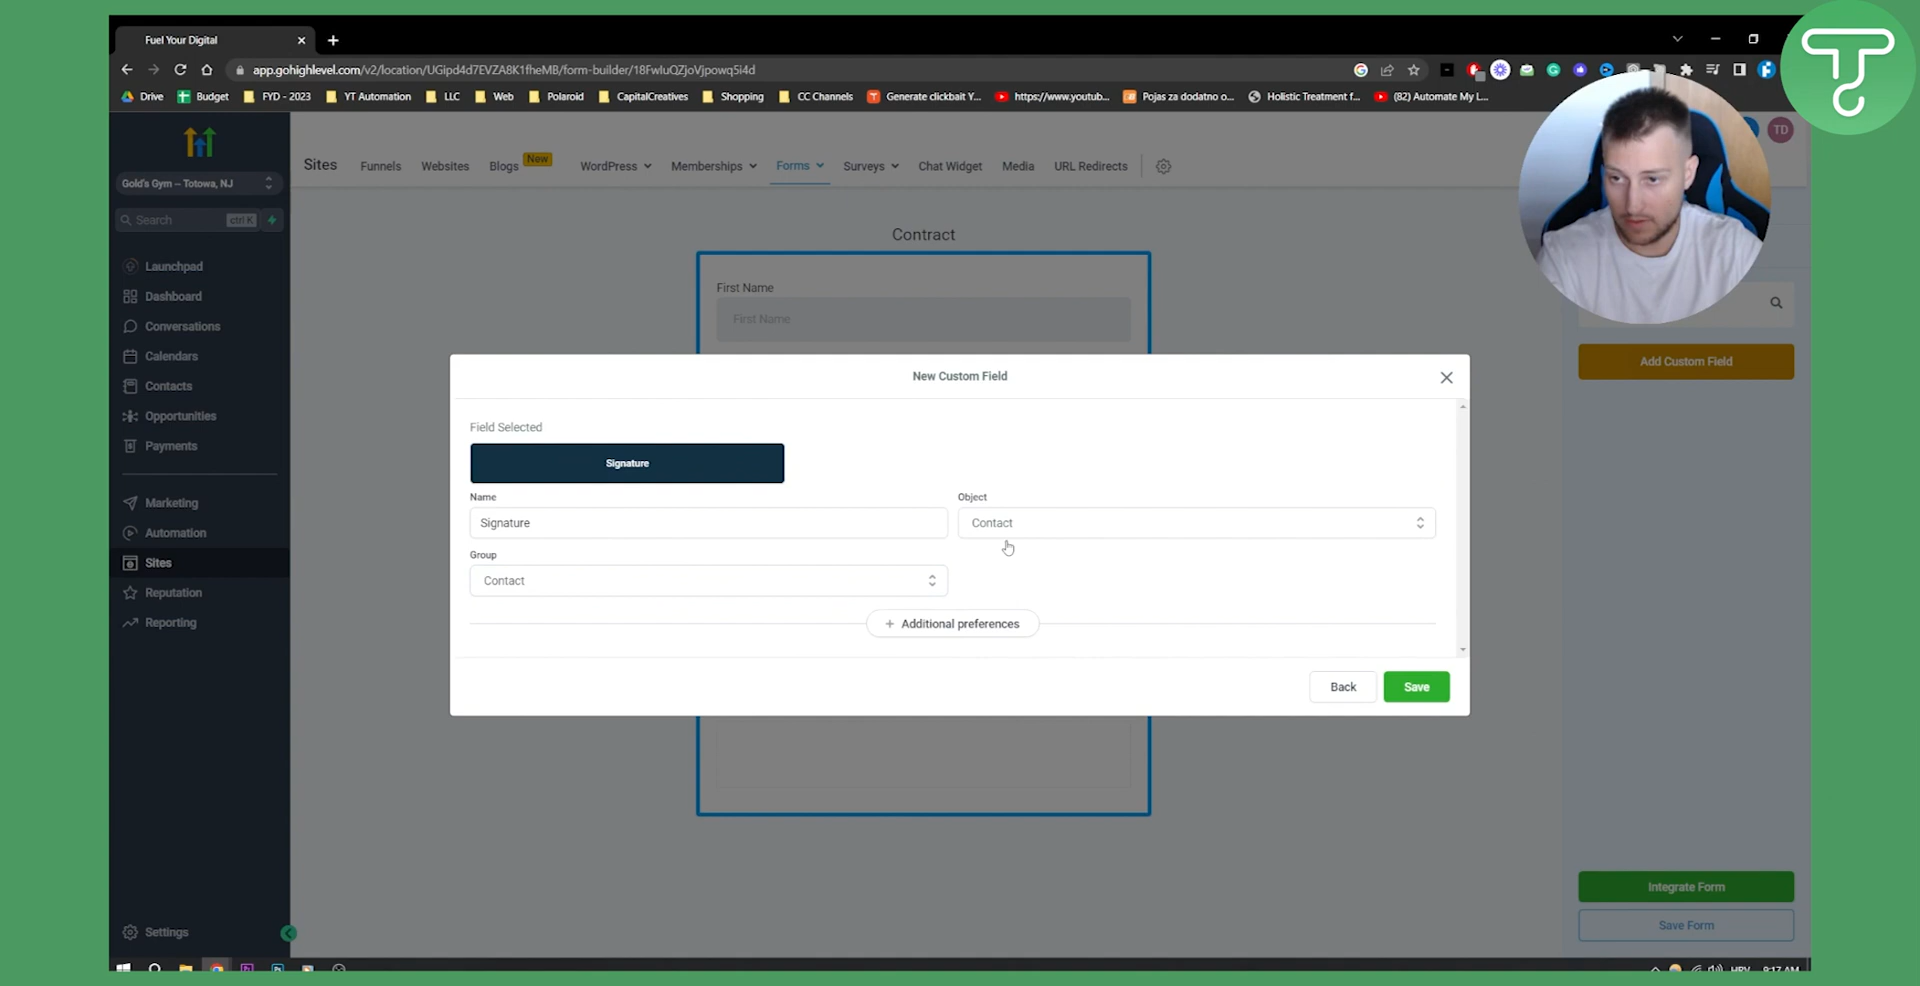 Fuel Your Digital
app.gohighlevel.com/v2/location/UGipd4d7EVZA8K1fheMB/form-builder/18FwIuQZjoVjpowq5i4d
Drive Budget FYD - 2023 YT Automation LLC Web Polaroid CapitalCreatives Shopping CC Channels Generate clickbait Y... https://www.youtub... Pojas za dodatno o... Holistic Treatment f... (82) Automate My L...
TD
Sites Funnels Websites Blogs New WordPress Memberships Forms Surveys Chat Widget Media URL Redirects
Gold's Gym – Totowa, NJ
Search ctrl K
Launchpad
Dashboard
Conversations
Calendars
Contacts
Opportunities
Payments
Marketing
Automation
Sites
Reputation
Reporting
Settings
Contract
First Name
First Name
New Custom Field
Field Selected
Signature
Name
Signature
Object
Contact
Group
Contact
+ Additional preferences
Back
Save
Add Custom Field
Integrate Form
Save Form
HRV 9:17 AM